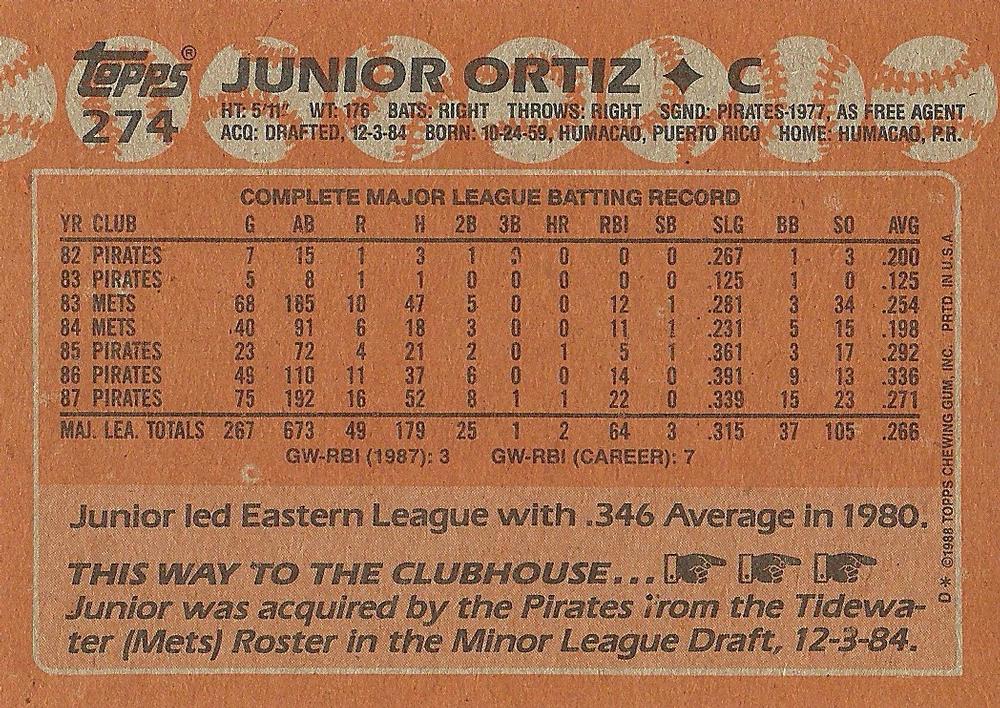 Topps®
274
JUNIOR ORTIZ ✦ C
HT: 5'11" WT: 176 BATS: RIGHT THROWS: RIGHT SGND: PIRATES-1977, AS FREE AGENT
ACQ: DRAFTED, 12-3-84 BORN: 10-24-59, HUMACAO, PUERTO RICO HOME: HUMACAO, P.R.
COMPLETE MAJOR LEAGUE BATTING RECORD
YR CLUB G AB R H 2B 3B HR RBI SB SLG BB SO AVG
82 PIRATES 7 15 1 3 1 0 0 0 0 .267 1 3 .200
83 PIRATES 5 8 1 1 0 0 0 0 0 .125 1 0 .125
83 METS 68 185 10 47 5 0 0 12 1 .281 3 34 .254
84 METS 40 91 6 18 3 0 0 11 1 .231 5 15 .198
85 PIRATES 23 72 4 21 2 0 1 5 1 .361 3 17 .292
86 PIRATES 49 110 11 37 6 0 0 14 0 .391 9 13 .336
87 PIRATES 75 192 16 52 8 1 1 22 0 .339 15 23 .271
MAJ. LEA. TOTALS 267 673 49 179 25 1 2 64 3 .315 37 105 .266
GW-RBI (1987): 3 GW-RBI (CAREER): 7
Junior led Eastern League with .346 Average in 1980.
THIS WAY TO THE CLUBHOUSE...
Junior was acquired by the Pirates from the Tidewa-
ter (Mets) Roster in the Minor League Draft, 12-3-84.
D* ©1988 TOPPS CHEWING GUM, INC. PRTD. IN U.S.A.